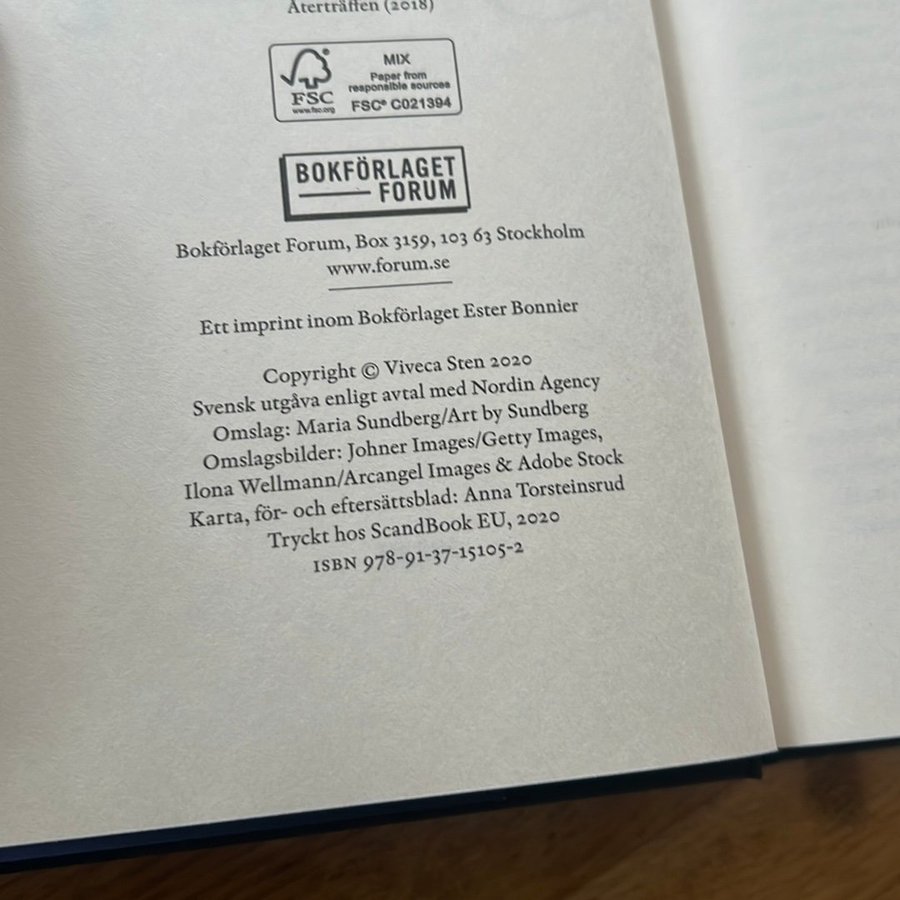 Återträffen (2018)
MIX
Paper from
responsible sources
FSC
www.fsc.org
FSC® C021394
BOKFÖRLAGET
FORUM
Bokförlaget Forum, Box 3159, 103 63 Stockholm
www.forum.se
Ett imprint inom Bokförlaget Ester Bonnier
Copyright © Viveca Sten 2020
Svensk utgåva enligt avtal med Nordin Agency
Omslag: Maria Sundberg/Art by Sundberg
Omslagsbilder: Johner Images/Getty Images,
Ilona Wellmann/Arcangel Images & Adobe Stock
Karta, för- och eftersättsblad: Anna Torsteinsrud
Tryckt hos ScandBook EU, 2020
ISBN 978-91-37-15105-2